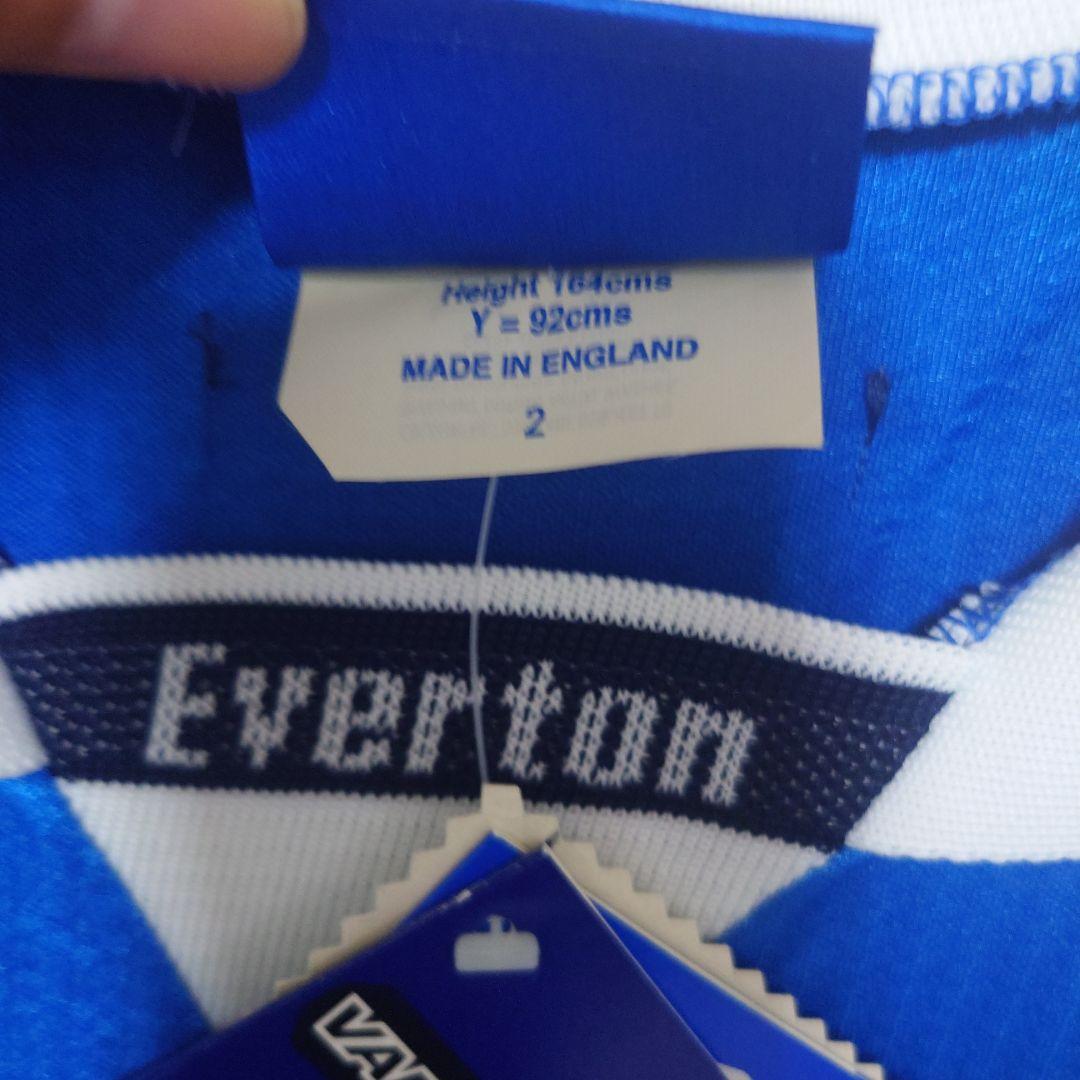 Height 164cms
Y = 92cms
MADE IN ENGLAND
2
Everton